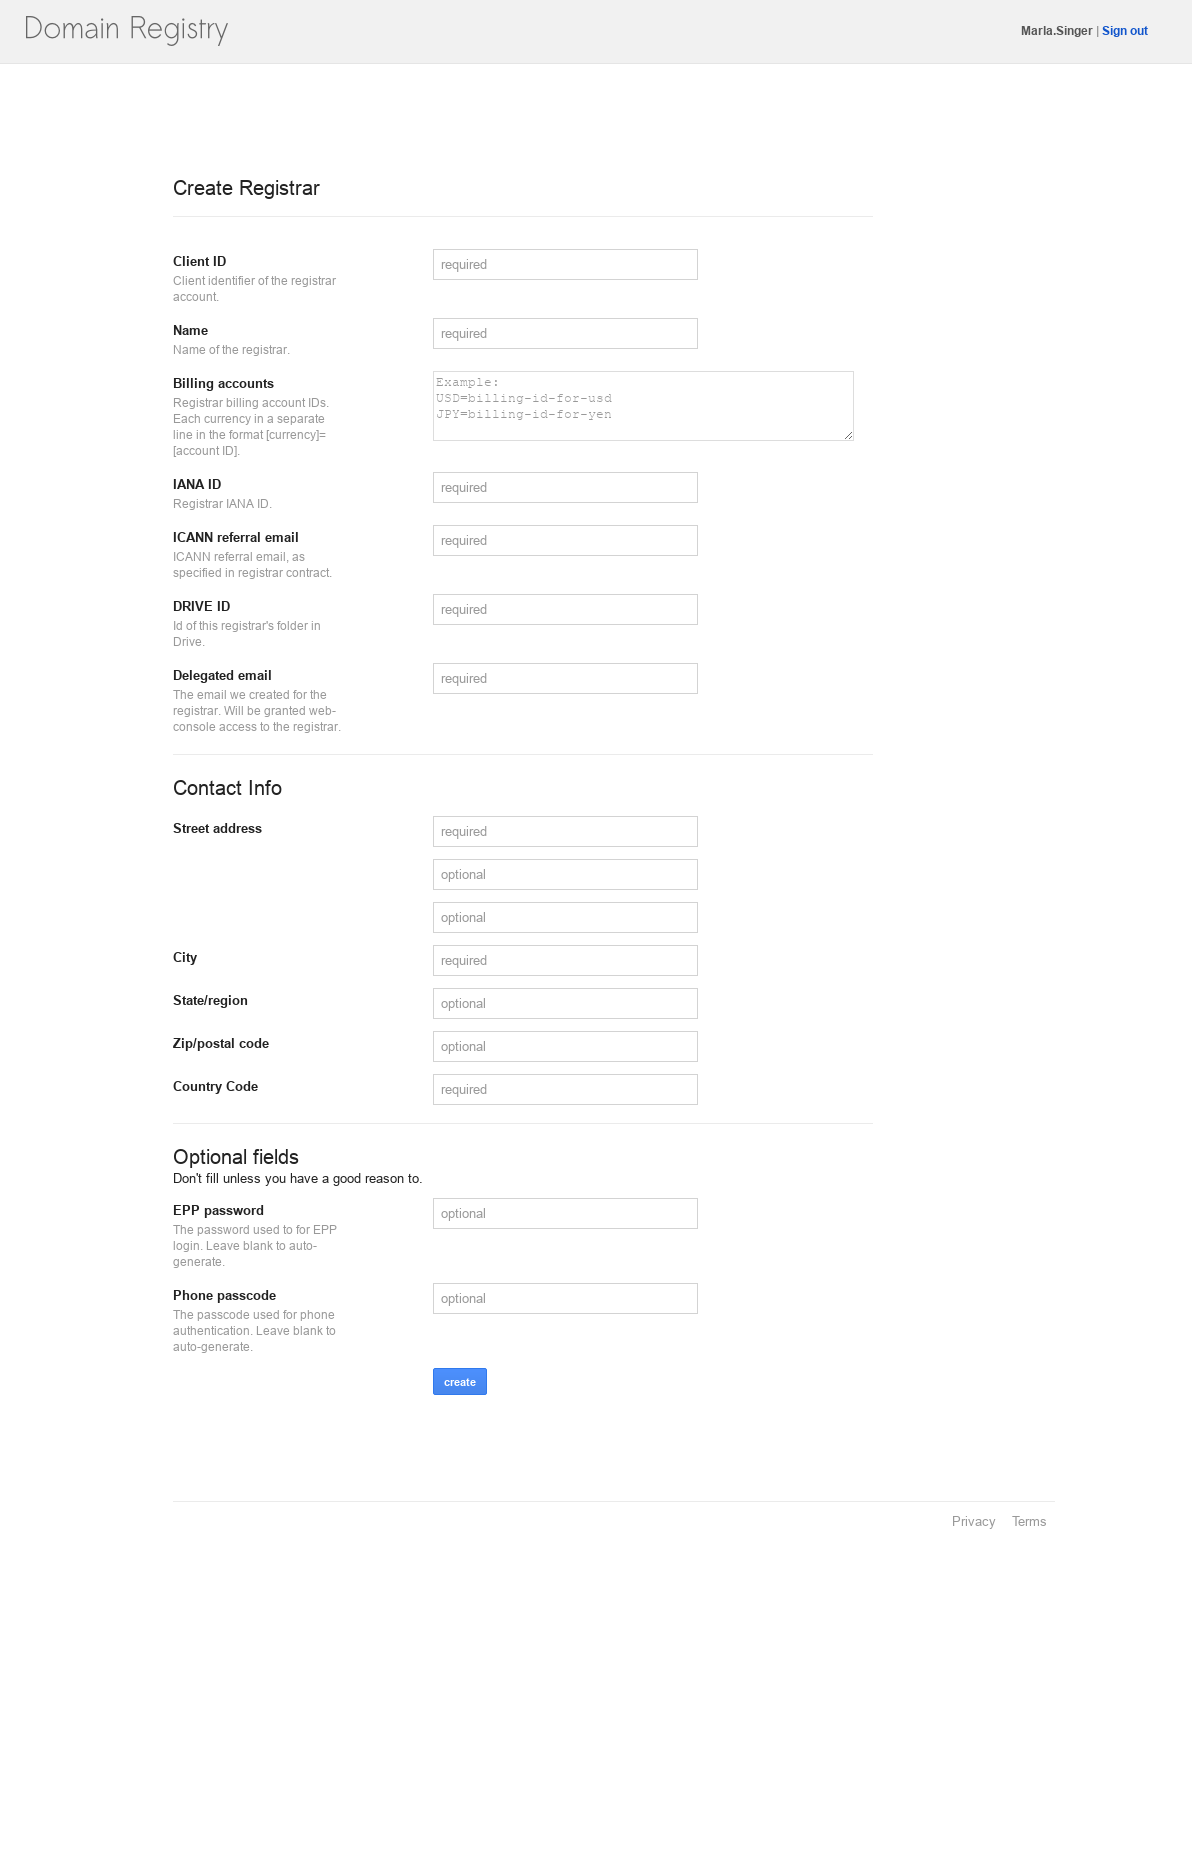 Domain Registry
Marla.Singer | Sign out
Create Registrar
Client ID
required
Client identifier of the registrar
account.
Name
required
Name of the registrar.
Billing accounts
Example:
USD=billing-id-for-usd
JPY=billing-id-for-yen
Registrar billing account IDs.
Each currency in a separate
line in the format [currency]=
[account ID].
IANA ID
required
Registrar IANA ID.
ICANN referral email
required
ICANN referral email, as
specified in registrar contract.
DRIVE ID
required
Id of this registrar's folder in
Drive.
Delegated email
required
The email we created for the
registrar. Will be granted web-
console access to the registrar.
Contact Info
Street address
required
optional
optional
City
required
State/region
optional
Zip/postal code
optional
Country Code
required
Optional fields
Don't fill unless you have a good reason to.
EPP password
optional
The password used to for EPP
login. Leave blank to auto-
generate.
Phone passcode
optional
The passcode used for phone
authentication. Leave blank to
auto-generate.
create
Privacy Terms